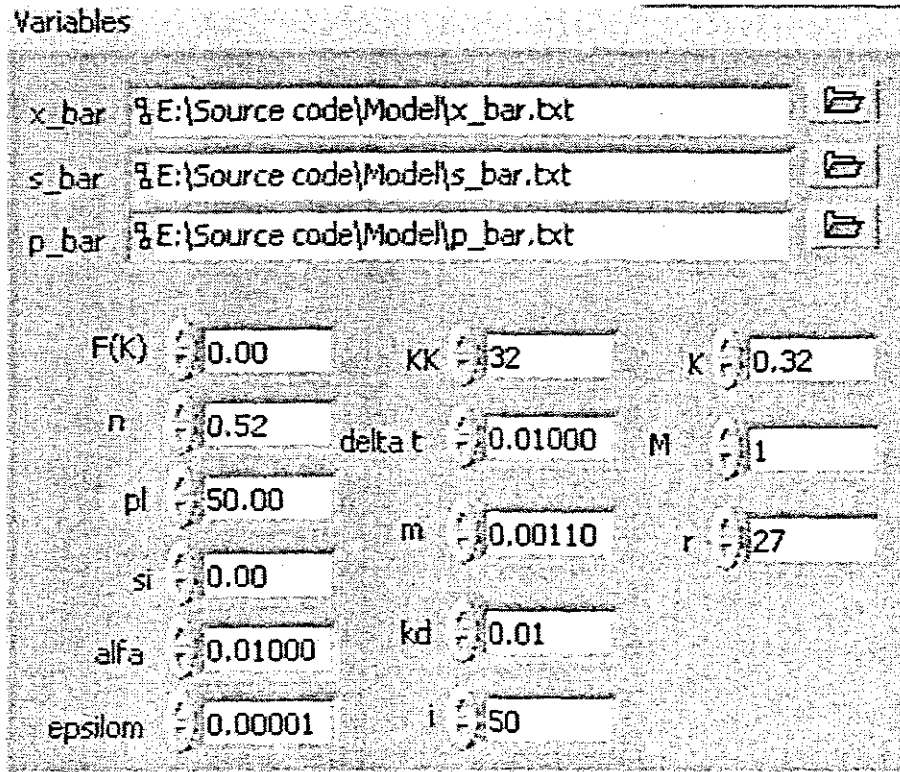 Variables
x_bar E:\Source code\Model\x_bar.txt
s_bar E:\Source code\Model\s_bar.txt
p_bar E:\Source code\Model\p_bar.txt
F(K) 0.00 KK 32 K 0.32
n 0.52 delta t 0.01000 M 1
pl 50.00 m 0.00110 r 27
si 0.00 kd 0.01
alfa 0.01000 i 50
epsilom 0.00001